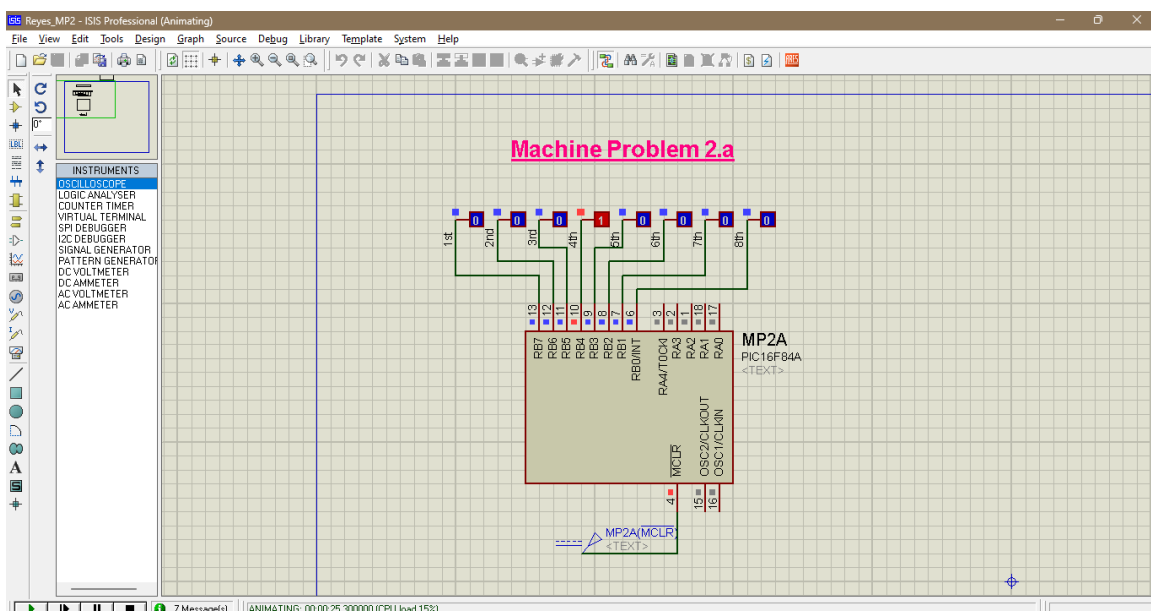 ISIS Reyes_MP2 - ISIS Professional (Animating)
File View Edit Tools Design Graph Source Debug Library Template System Help
0°
LBL
INSTRUMENTS
OSCILLOSCOPE
LOGIC ANALYSER
COUNTER TIMER
VIRTUAL TERMINAL
SPI DEBUGGER
I2C DEBUGGER
SIGNAL GENERATOR
PATTERN GENERATOR
DC VOLTMETER
DC AMMETER
AC VOLTMETER
AC AMMETER
A
S
Machine Problem 2.a
0 0 0 1 0 0 0 0
1st 2nd 3rd 4th 5th 6th 7th 8th
13 12 11 10 9 8 7 6 3 2 1 18 17
RB7 RB6 RB5 RB4 RB3 RB2 RB1 RB0/INT RA4/T0CKI RA3 RA2 RA1 RA0
MP2A
PIC16F84A
<TEXT>
MCLR OSC2/CLKOUT OSC1/CLKIN
4 15 16
MP2A(MCLR)
<TEXT>
7 Message(s) ANIMATING: 00:00:25.300000 (CPU load 15%)